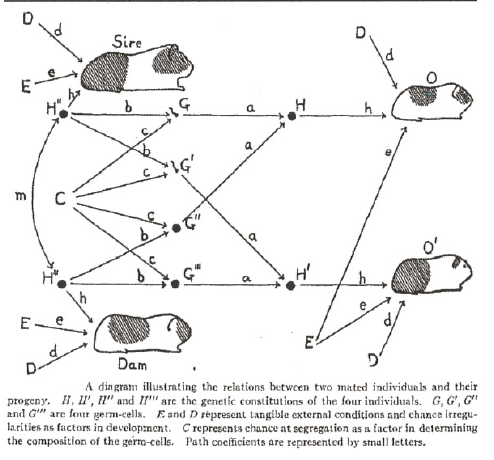 D
D
d
Sire
d
E
e
O
H''
h
b
G
a
H
h
c
b
a
G'
c
e
m
C
c
G''
b
a
O'
c
H'''
b
G'''
a
H'
h
h
e
E
e
E
d
D
d
D
Dam
A diagram illustrating the relations between two mated individuals and their
progeny. H, H', H'' and H''' are the genetic constitutions of the four individuals. G, G', G''
and G''' are four germ-cells. E and D represent tangible external conditions and chance irregu-
larities as factors in development. C represents chance at segregation as a factor in determining
the composition of the germ-cells. Path coefficients are represented by small letters.